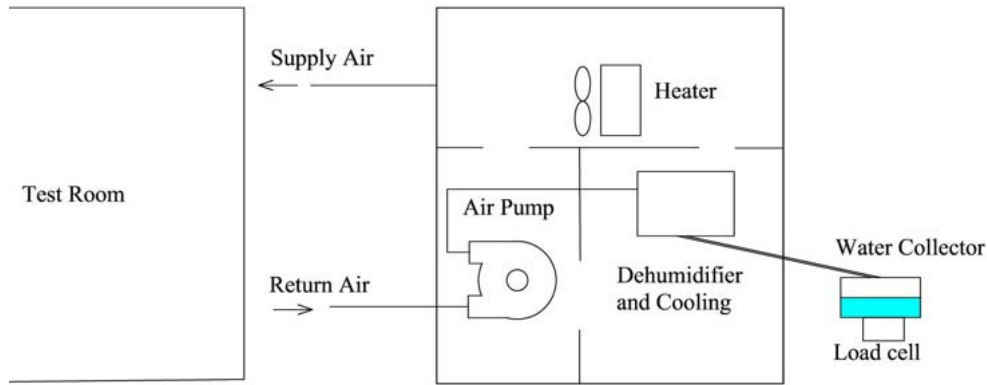 Supply Air
Heater
Test Room
Air Pump
Water Collector
Return Air
Dehumidifier
and Cooling
Load cell